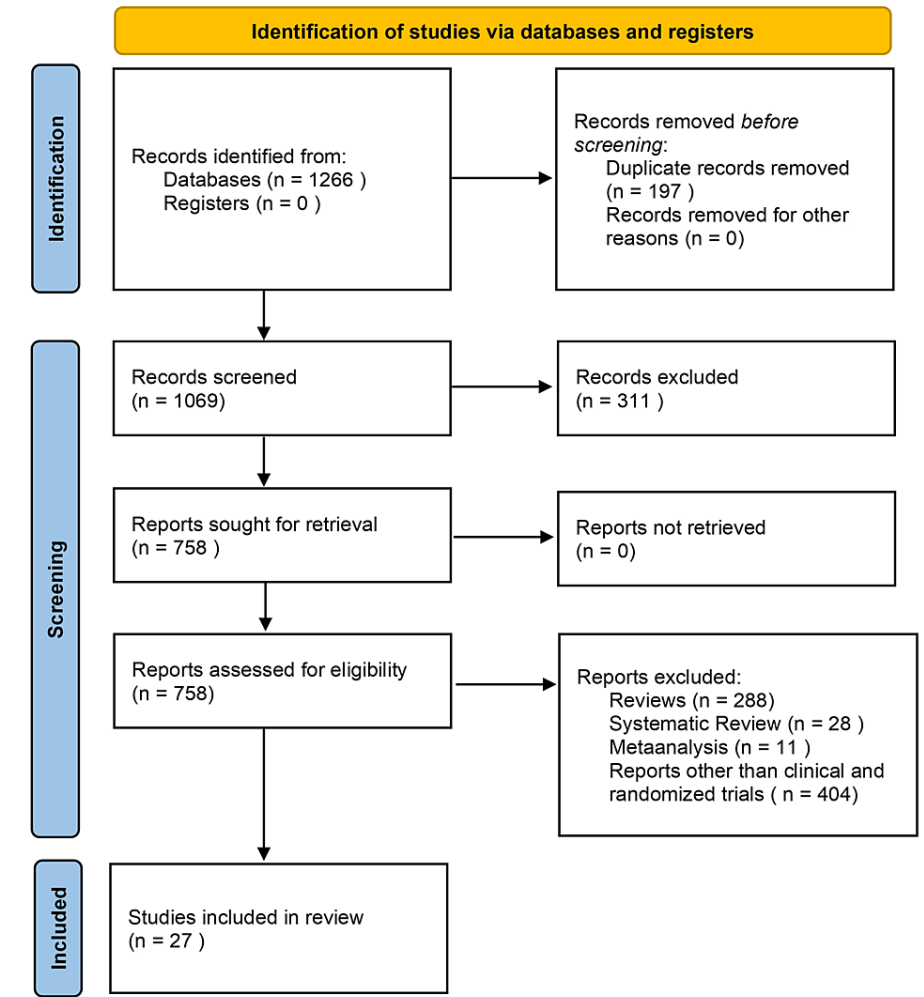 Identification of studies via databases and registers
Identification
Records identified from:
Databases (n = 1266 )
Registers (n = 0 )
Records removed before
screening:
Duplicate records removed
(n = 197 )
Records removed for other
reasons (n = 0)
Screening
Records screened
(n = 1069)
Records excluded
(n = 311 )
Reports sought for retrieval
(n = 758 )
Reports not retrieved
(n = 0)
Reports assessed for eligibility
(n = 758)
Reports excluded:
Reviews (n = 288)
Systematic Review (n = 28 )
Metaanalysis (n = 11 )
Reports other than clinical and
randomized trials ( n = 404)
Included
Studies included in review
(n = 27 )